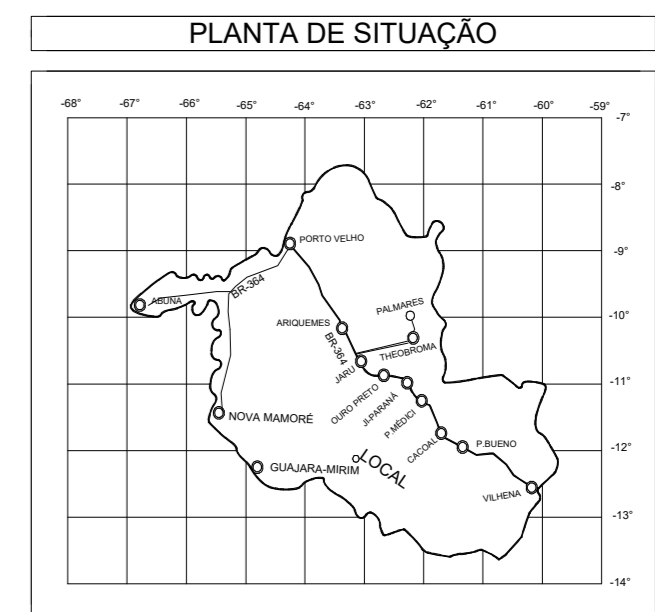 PLANTA DE SITUAÇÃO
-68° -67° -66° -65° -64° -63° -62° -61° -60° -59°
-7°
-8°
PORTO VELHO
-9°
BR-364
ABUNA
PALMARES
-10°
ARIQUEMES
BR-364
THEOBROMA
JARU
OURO PRETO
-11°
JI-PARANÁ
P.MÉDICI
NOVA MAMORÉ
CACOAL
P.BUENO
-12°
LOCAL
GUAJARA-MIRIM
VILHENA
-13°
-14°